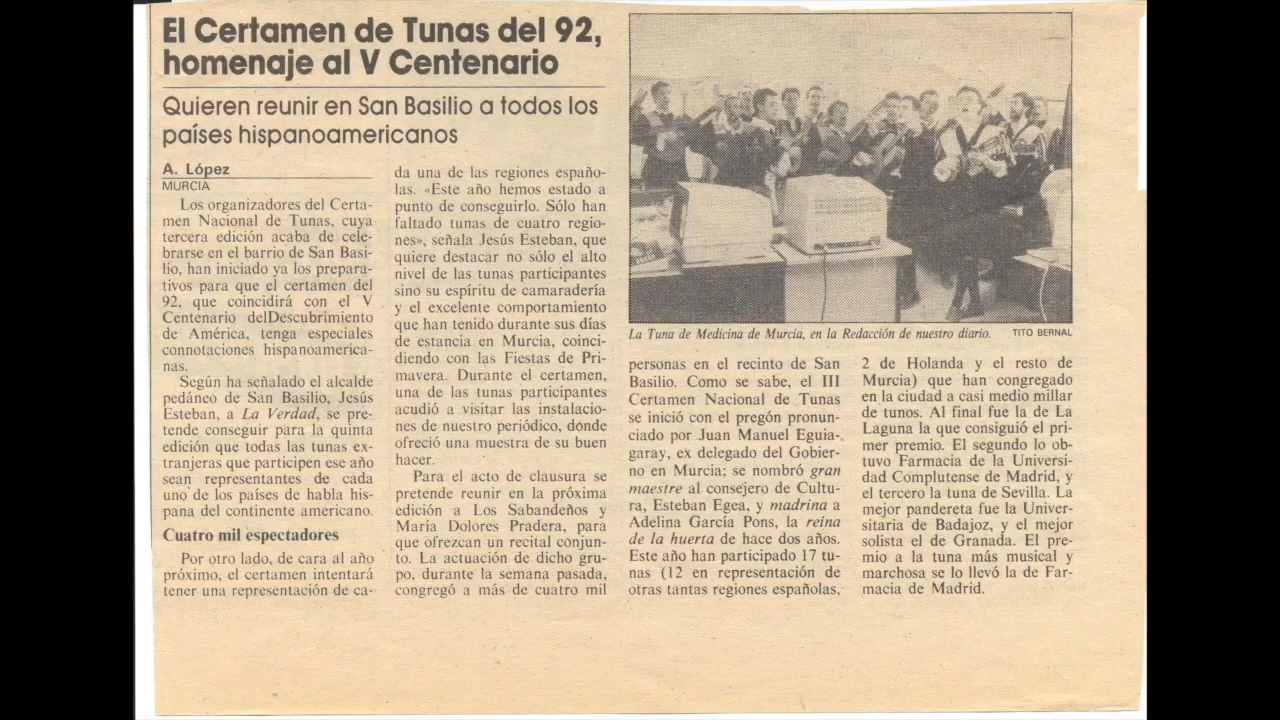 El Certamen de Tunas del 92,
homenaje al V Centenario
Quieren reunir en San Basilio a todos los
países hispanoamericanos
A. López
MURCIA
Los organizadores del Certa-
men Nacional de Tunas, cuya
tercera edición acaba de cele-
brarse en el barrio de San Basi-
lio, han iniciado ya los prepara-
tivos para que el certamen del
92, que coincidirá con el V
Centenario delDescubrimiento
de América, tenga especiales
connotaciones hispanoamerica-
nas.
Según ha señalado el alcalde
pedáneo de San Basilio, Jesús
Esteban, a La Verdad, se pre-
tende conseguir para la quinta
edición que todas las tunas ex-
tranjeras que participen ese año
sean representantes de cada
uno de los países de habla his-
pana del continente americano.
Cuatro mil espectadores
Por otro lado, de cara al año
próximo, el certamen intentará
tener una representación de ca-
da una de las regiones españo-
las. «Este año hemos estado a
punto de conseguirlo. Sólo han
faltado tunas de cuatro regio-
nes», señala Jesús Esteban, que
quiere destacar no sólo el alto
nivel de las tunas participantes
sino su espíritu de camaradería
y el excelente comportamiento
que han tenido durante sus días
de estancia en Murcia, coinci-
diendo con las Fiestas de Pri-
mavera. Durante el certamen,
una de las tunas participantes
acudió a visitar las instalacio-
nes de nuestro periódico, donde
ofreció una muestra de su buen
hacer.
Para el acto de clausura se
pretende reunir en la próxima
edición a Los Sabandeños y
María Dolores Pradera, para
que ofrezcan un recital conjun-
to. La actuación de dicho gru-
po, durante la semana pasada,
congregó a más de cuatro mil
La Tuna de Medicina de Murcia, en la Redacción de nuestro diario. TITO BERNAL
personas en el recinto de San
Basilio. Como se sabe, el III
Certamen Nacional de Tunas
se inició con el pregón pronun-
ciado por Juan Manuel Eguia-
garay, ex delegado del Gobier-
no en Murcia; se nombró gran
maestre al consejero de Cultu-
ra, Esteban Egea, y madrina a
Adelina García Pons, la reina
de la huerta de hace dos años.
Este año han participado 17 tu-
nas (12 en representación de
otras tantas regiones españolas,
2 de Holanda y el resto de
Murcia) que han congregado
en la ciudad a casi medio millar
de tunos. Al final fue la de La
Laguna la que consiguió el pri-
mer premio. El segundo lo ob-
tuvo Farmacia de la Universi-
dad Complutense de Madrid, y
el tercero la tuna de Sevilla. La
mejor pandereta fue la Univer-
sitaria de Badajoz, y el mejor
solista el de Granada. El pre-
mio a la tuna más musical y
marchosa se lo llevó la de Far-
macia de Madrid.